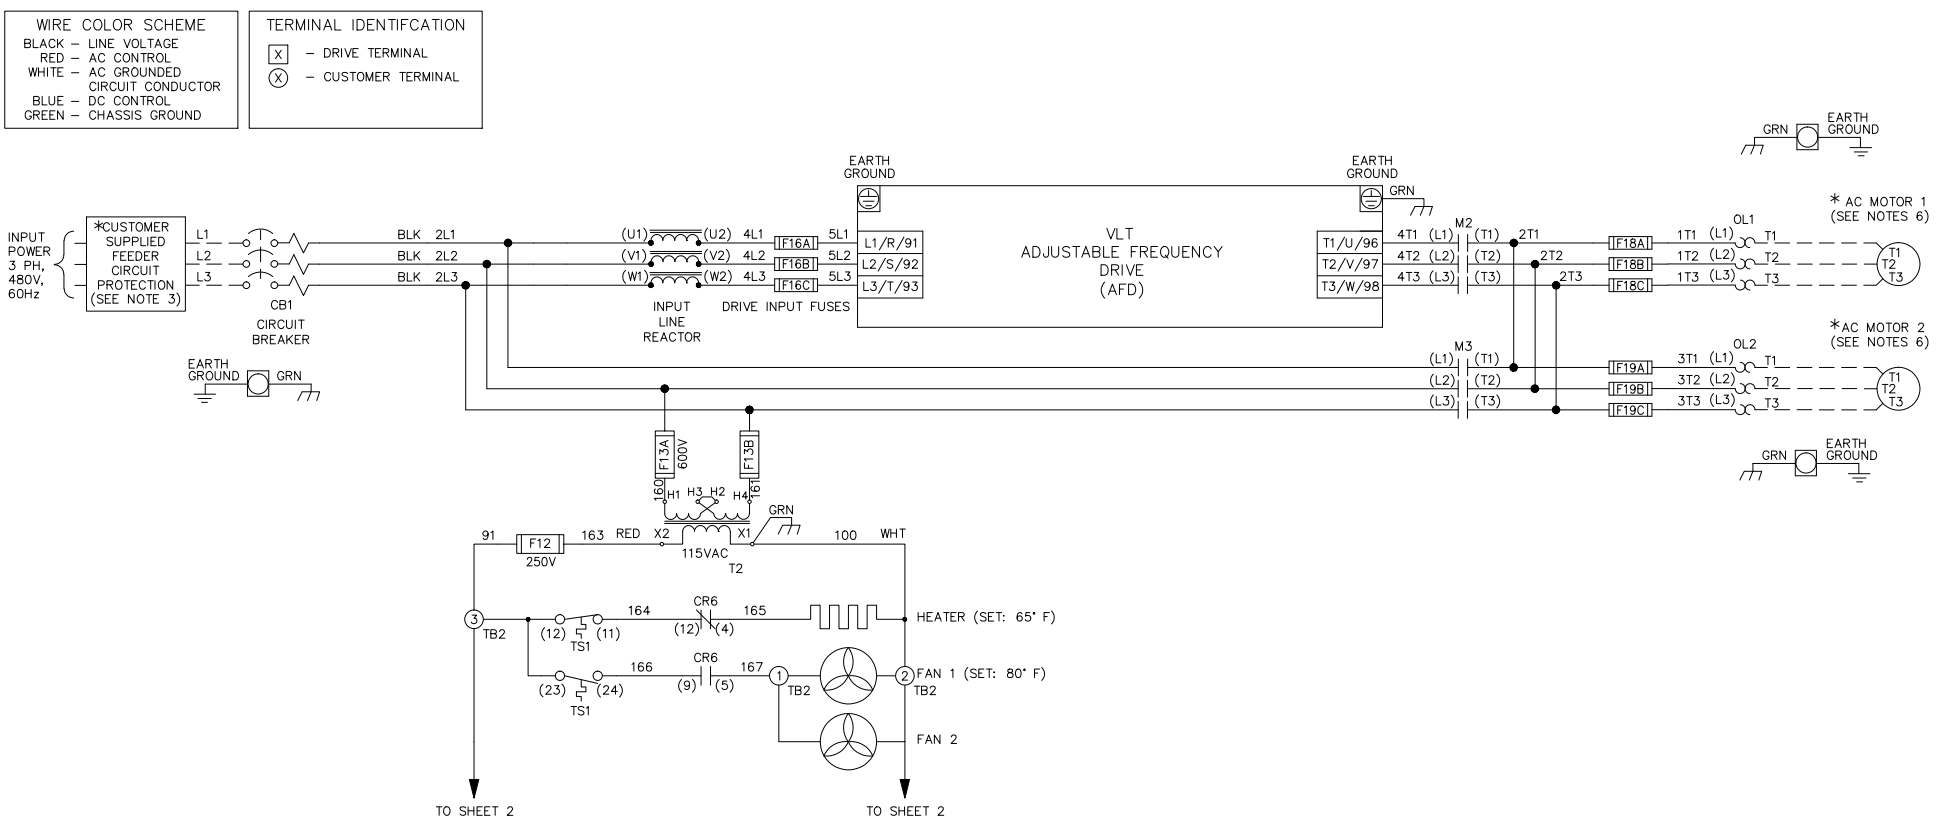 WIRE COLOR SCHEME
BLACK – LINE VOLTAGE
RED – AC CONTROL
WHITE – AC GROUNDED
CIRCUIT CONDUCTOR
BLUE – DC CONTROL
GREEN – CHASSIS GROUND
TERMINAL IDENTIFCATION
X – DRIVE TERMINAL
X – CUSTOMER TERMINAL
GRN
EARTH
GROUND
INPUT
POWER
3 PH,
480V,
60Hz
*CUSTOMER
SUPPLIED
FEEDER
CIRCUIT
PROTECTION
(SEE NOTE 3)
L1
L2
L3
CB1
CIRCUIT
BREAKER
BLK 2L1
BLK 2L2
BLK 2L3
(U1) (U2) 4L1 F16A 5L1
(V1) (V2) 4L2 F16B 5L2
(W1) (W2) 4L3 F16C 5L3
INPUT
LINE
REACTOR
DRIVE INPUT FUSES
EARTH
GROUND
L1/R/91
L2/S/92
L3/T/93
VLT
ADJUSTABLE FREQUENCY
DRIVE
(AFD)
EARTH
GROUND
GRN
T1/U/96
T2/V/97
T3/W/98
M2
4T1 (L1) (T1) 2T1
4T2 (L2) (T2) 2T2
4T3 (L3) (T3) 2T3
F18A 1T1 (L1) T1
F18B 1T2 (L2) T2
F18C 1T3 (L3) T3
OL1
* AC MOTOR 1
(SEE NOTES 6)
T1
T2
T3
EARTH
GROUND
GRN
M3
(L1) (T1)
(L2) (T2)
(L3) (T3)
F19A 3T1 (L1) T1
F19B 3T2 (L2) T2
F19C 3T3 (L3) T3
OL2
*AC MOTOR 2
(SEE NOTES 6)
T1
T2
T3
GRN
EARTH
GROUND
F13A
600V
F13B
160
161
H1 H3 H2 H4
GRN
91 F12 163 RED X2 X1 100 WHT
250V
115VAC
T2
3
TB2
(12) (11)
TS1
164
CR6
(12) (4)
165
HEATER (SET: 65° F)
(23) (24)
TS1
166
CR6
(9) (5)
167
1
TB2
2
TB2
FAN 1 (SET: 80° F)
FAN 2
TO SHEET 2
TO SHEET 2